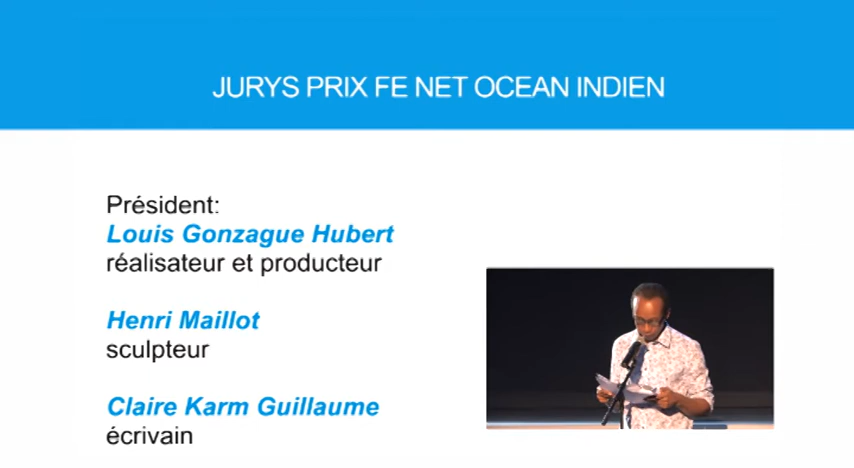 JURYS PRIX FE NET OCEAN INDIEN
Président:
Louis Gonzague Hubert
réalisateur et producteur
Henri Maillot
sculpteur
Claire Karm Guillaume
écrivain